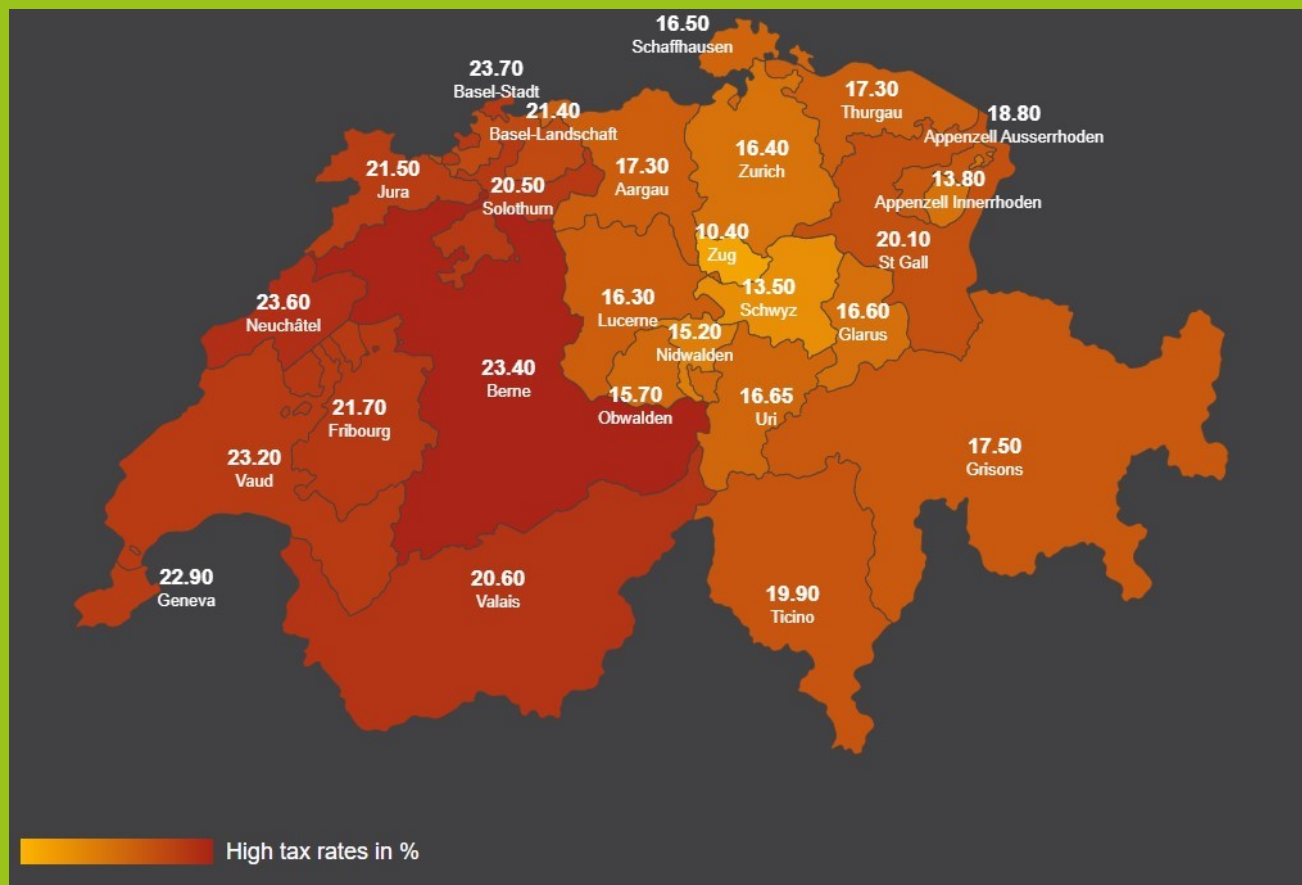 16.50
Schaffhausen
23.70
Basel-Stadt
21.40
Basel-Landschaft
17.30
Thurgau
18.80
Appenzell Ausserrhoden
16.40
Zurich
17.30
Aargau
21.50
Jura
20.50
Solothurn
13.80
Appenzell Innerrhoden
10.40
Zug
20.10
St Gall
13.50
Schwyz
23.60
Neuchâtel
16.30
Lucerne
16.60
Glarus
15.20
Nidwalden
23.40
Berne
15.70
Obwalden
16.65
Uri
21.70
Fribourg
17.50
Grisons
23.20
Vaud
22.90
Geneva
20.60
Valais
19.90
Ticino
High tax rates in %